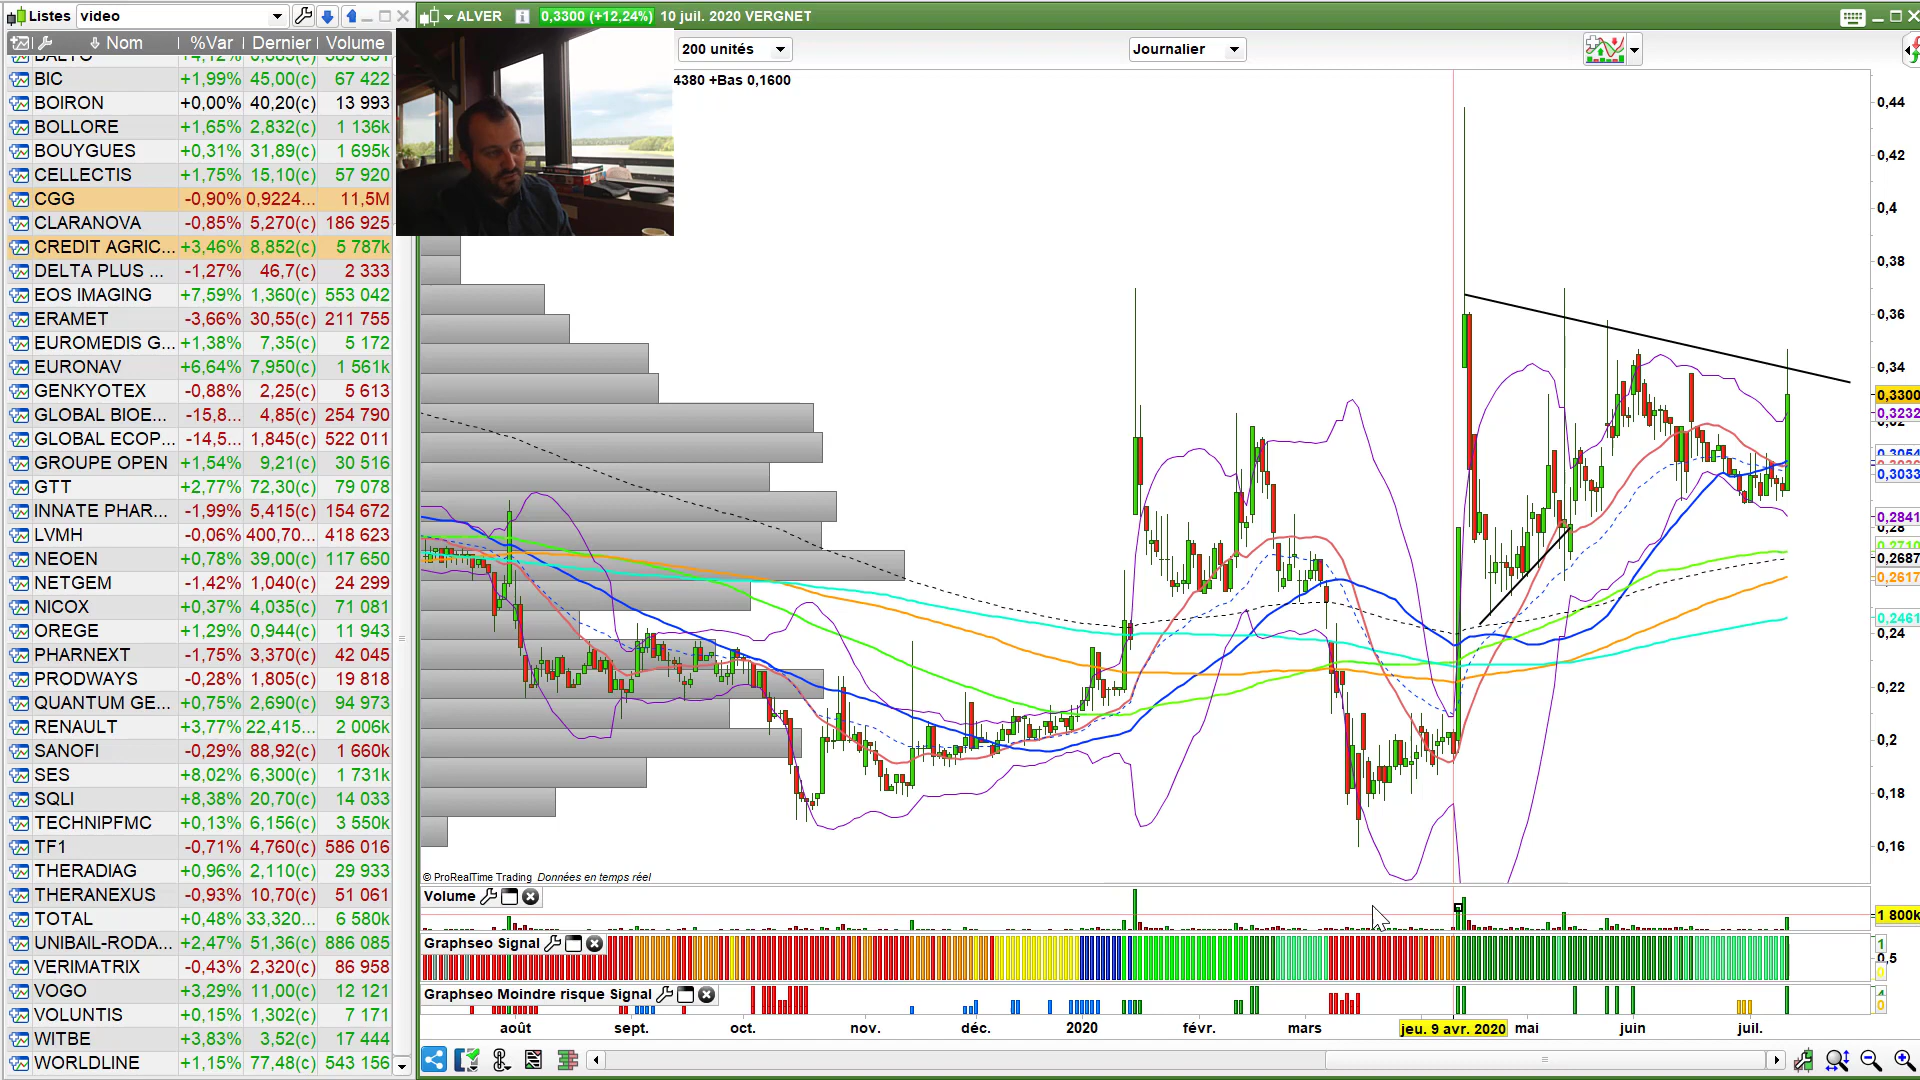 Listes video
Nom %Var Dernier Volume
BIC +1,99% 45,00(c) 67 422
BOIRON +0,00% 40,20(c) 13 993
BOLLORE +1,65% 2,832(c) 1 136k
BOUYGUES +0,31% 31,89(c) 1 695k
CELLECTIS +1,75% 15,10(c) 57 920
CGG -0,90% 0,9224... 11,5M
CLARANOVA -0,85% 5,270(c) 186 925
CREDIT AGRIC... +3,46% 8,852(c) 5 787k
DELTA PLUS ... -1,27% 46,7(c) 2 333
EOS IMAGING +7,59% 1,360(c) 553 042
ERAMET -3,66% 30,55(c) 211 755
EUROMEDIS G... +1,38% 7,35(c) 5 172
EURONAV +6,64% 7,950(c) 1 561k
GENKYOTEX -0,88% 2,25(c) 5 613
GLOBAL BIOE... -15,8... 4,85(c) 254 790
GLOBAL ECOP... -14,5... 1,845(c) 522 011
GROUPE OPEN +1,54% 9,21(c) 30 516
GTT +2,77% 72,30(c) 79 078
INNATE PHAR... -1,99% 5,415(c) 154 672
LVMH -0,06% 400,70... 418 623
NEOEN +0,78% 39,00(c) 117 650
NETGEM -1,42% 1,040(c) 24 299
NICOX +0,37% 4,035(c) 71 081
OREGE +1,29% 0,944(c) 11 943
PHARNEXT -1,75% 3,370(c) 42 045
PRODWAYS -0,28% 1,805(c) 19 818
QUANTUM GE... +0,75% 2,690(c) 94 973
RENAULT +3,77% 22,415... 2 006k
SANOFI -0,29% 88,92(c) 1 660k
SES +8,02% 6,300(c) 1 731k
SQLI +8,38% 20,70(c) 14 033
TECHNIPFMC +0,13% 6,156(c) 3 550k
TF1 -0,71% 4,760(c) 586 016
THERADIAG +0,96% 2,110(c) 29 933
THERANEXUS -0,93% 10,70(c) 51 061
TOTAL +0,48% 33,320... 6 580k
UNIBAIL-RODA... +2,47% 51,36(c) 886 085
VERIMATRIX -0,43% 2,320(c) 86 958
VOGO +3,29% 11,00(c) 12 121
VOLUNTIS +0,15% 1,302(c) 7 171
WITBE +3,83% 3,52(c) 17 444
WORLDLINE +1,15% 77,48(c) 543 156
ALVER i 0,3300 (+12,24%) 10 juil. 2020 VERGNET
200 unités Journalier
4380 +Bas 0,1600
0,44
0,42
0,4
0,38
0,36
0,34
0,3300
0,3232
0,3054
0,3033
0,2841
0,28
0,2687
0,2617
0,2461
0,24
0,22
0,2
0,18
0,16
© ProRealTime Trading Données en temps réel
Volume
1 800k
Graphseo Signal
1
0,5
0
Graphseo Moindre risque Signal
0
août sept. oct. nov. déc. 2020 févr. mars jeu. 9 avr. 2020 mai juin juil.